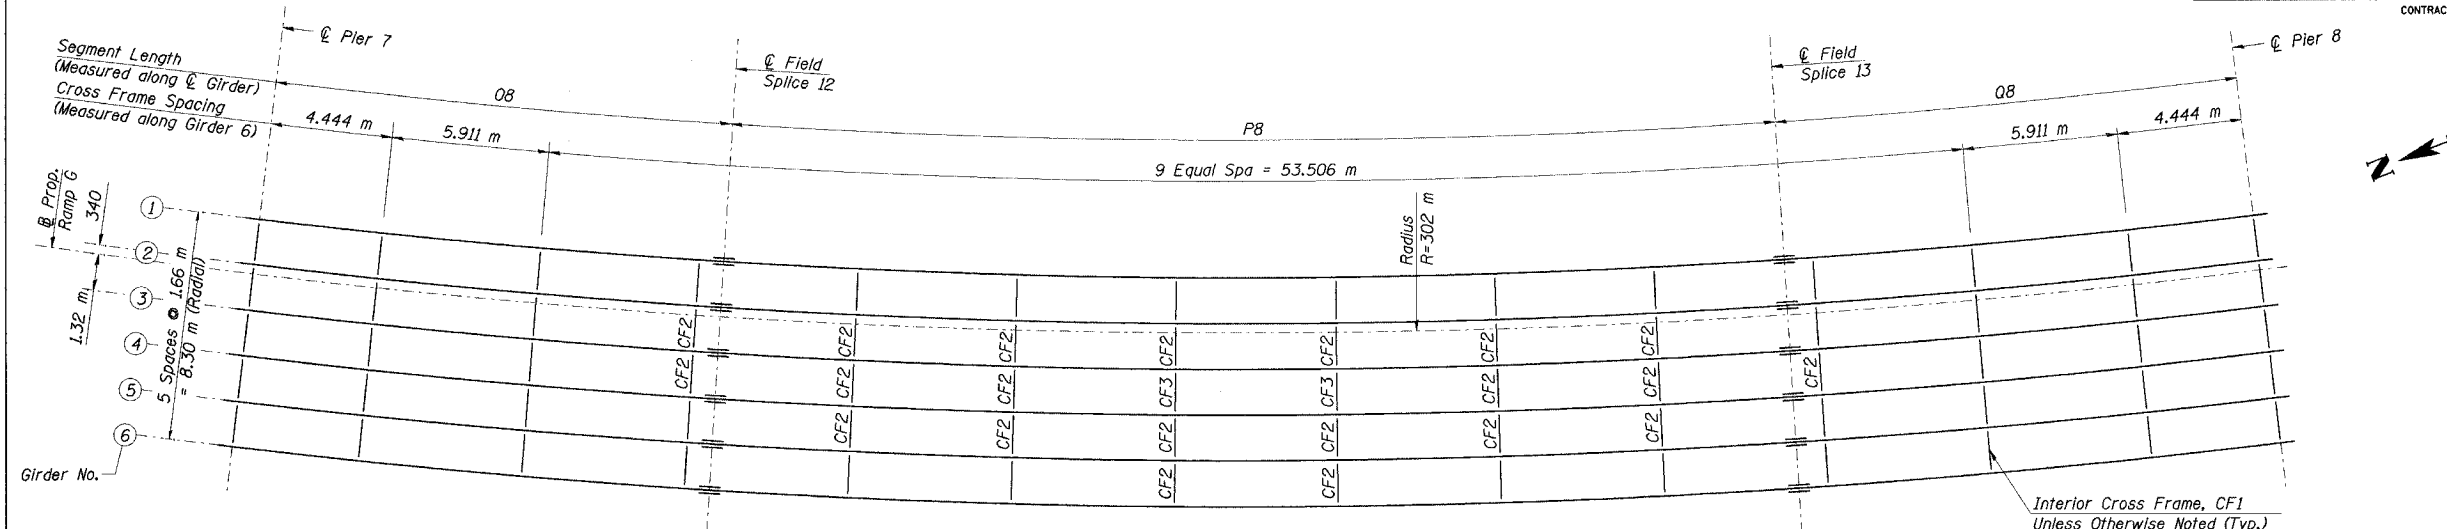 CONTRAC
℄ Pier 7
℄ Field
Splice 12
℄ Field
Splice 13
℄ Pier 8
Segment Length
(Measured along ℄ Girder)
Cross Frame Spacing
(Measured along Girder 6)
O8
P8
Q8
4.444 m
5.911 m
9 Equal Spa = 53.506 m
5.911 m
4.444 m
N
Prop.
Ramp G
340
1.32 m
5 Spaces @ 1.66 m
= 8.30 m (Radial)
Radius
R=302 m
1
2
3
4
5
6
Girder No.
CF2 CF2 CF2 CF2 CF2 CF2 CF2
CF2 CF2 CF2 CF3 CF3 CF2 CF2 CF2
CF2 CF2 CF2 CF2 CF2 CF2
CF2 CF2
Interior Cross Frame, CF1
Unless Otherwise Noted (Typ.)